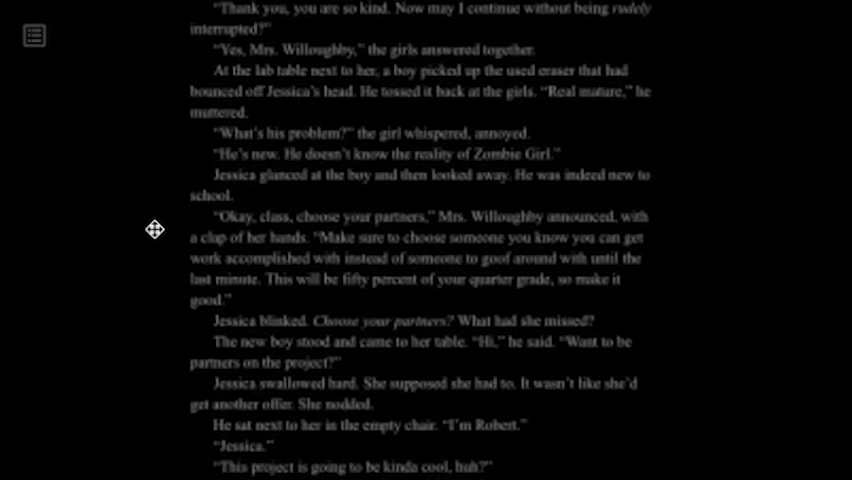 “Thank you, you are so kind. Now may I continue without being rudely
interrupted?”
“Yes, Mrs. Willoughby,” the girls answered together.
At the lab table next to her, a boy picked up the used eraser that had
bounced off Jessica’s head. He tossed it back at the girls. “Real mature,” he
muttered.
“What’s his problem?” the girl whispered, annoyed.
“He’s new. He doesn’t know the reality of Zombie Girl.”
Jessica glanced at the boy and then looked away. He was indeed new to
school.
“Okay, class, choose your partners,” Mrs. Willoughby announced, with
a clap of her hands. “Make sure to choose someone you know you can get
work accomplished with instead of someone to goof around with until the
last minute. This will be fifty percent of your quarter grade, so make it
good.”
Jessica blinked. Choose your partners? What had she missed?
The new boy stood and came to her table. “Hi,” he said. “Want to be
partners on the project?”
Jessica swallowed hard. She supposed she had to. It wasn’t like she’d
get another offer. She nodded.
He sat next to her in the empty chair. “I’m Robert.”
“Jessica.”
“This project is going to be kinda cool, huh?”